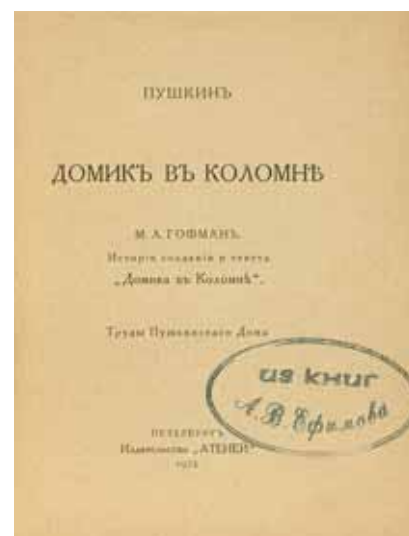 ПУШКИНЪ
ДОМИКЪ ВЪ КОЛОМНѢ
М. А. ГОФМАНЪ.
Исторія созданія и текста
„Домика въ Коломнѣ“.
Труды Пушкинскаго Дома
из книг
А. В. Ефимова
ПЕТЕРБУРГЪ
Издательство „АТЕНЕЙ“
1922